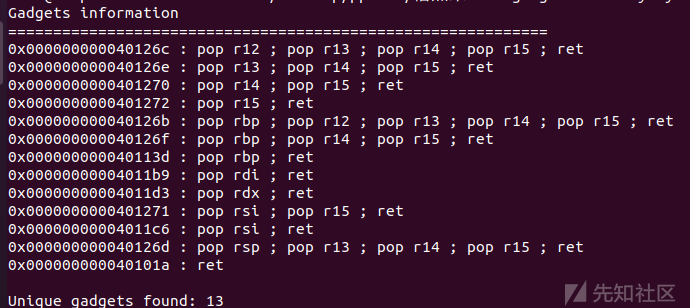 Gadgets information
============================================================
0x000000000040126c : pop r12 ; pop r13 ; pop r14 ; pop r15 ; ret
0x000000000040126e : pop r13 ; pop r14 ; pop r15 ; ret
0x0000000000401270 : pop r14 ; pop r15 ; ret
0x0000000000401272 : pop r15 ; ret
0x000000000040126b : pop rbp ; pop r12 ; pop r13 ; pop r14 ; pop r15 ; ret
0x000000000040126f : pop rbp ; pop r14 ; pop r15 ; ret
0x000000000040113d : pop rbp ; ret
0x00000000004011b9 : pop rdi ; ret
0x00000000004011d3 : pop rdx ; ret
0x0000000000401271 : pop rsi ; pop r15 ; ret
0x00000000004011c6 : pop rsi ; ret
0x000000000040126d : pop rsp ; pop r13 ; pop r14 ; pop r15 ; ret
0x000000000040101a : ret
Unique gadgets found: 13
先知社区